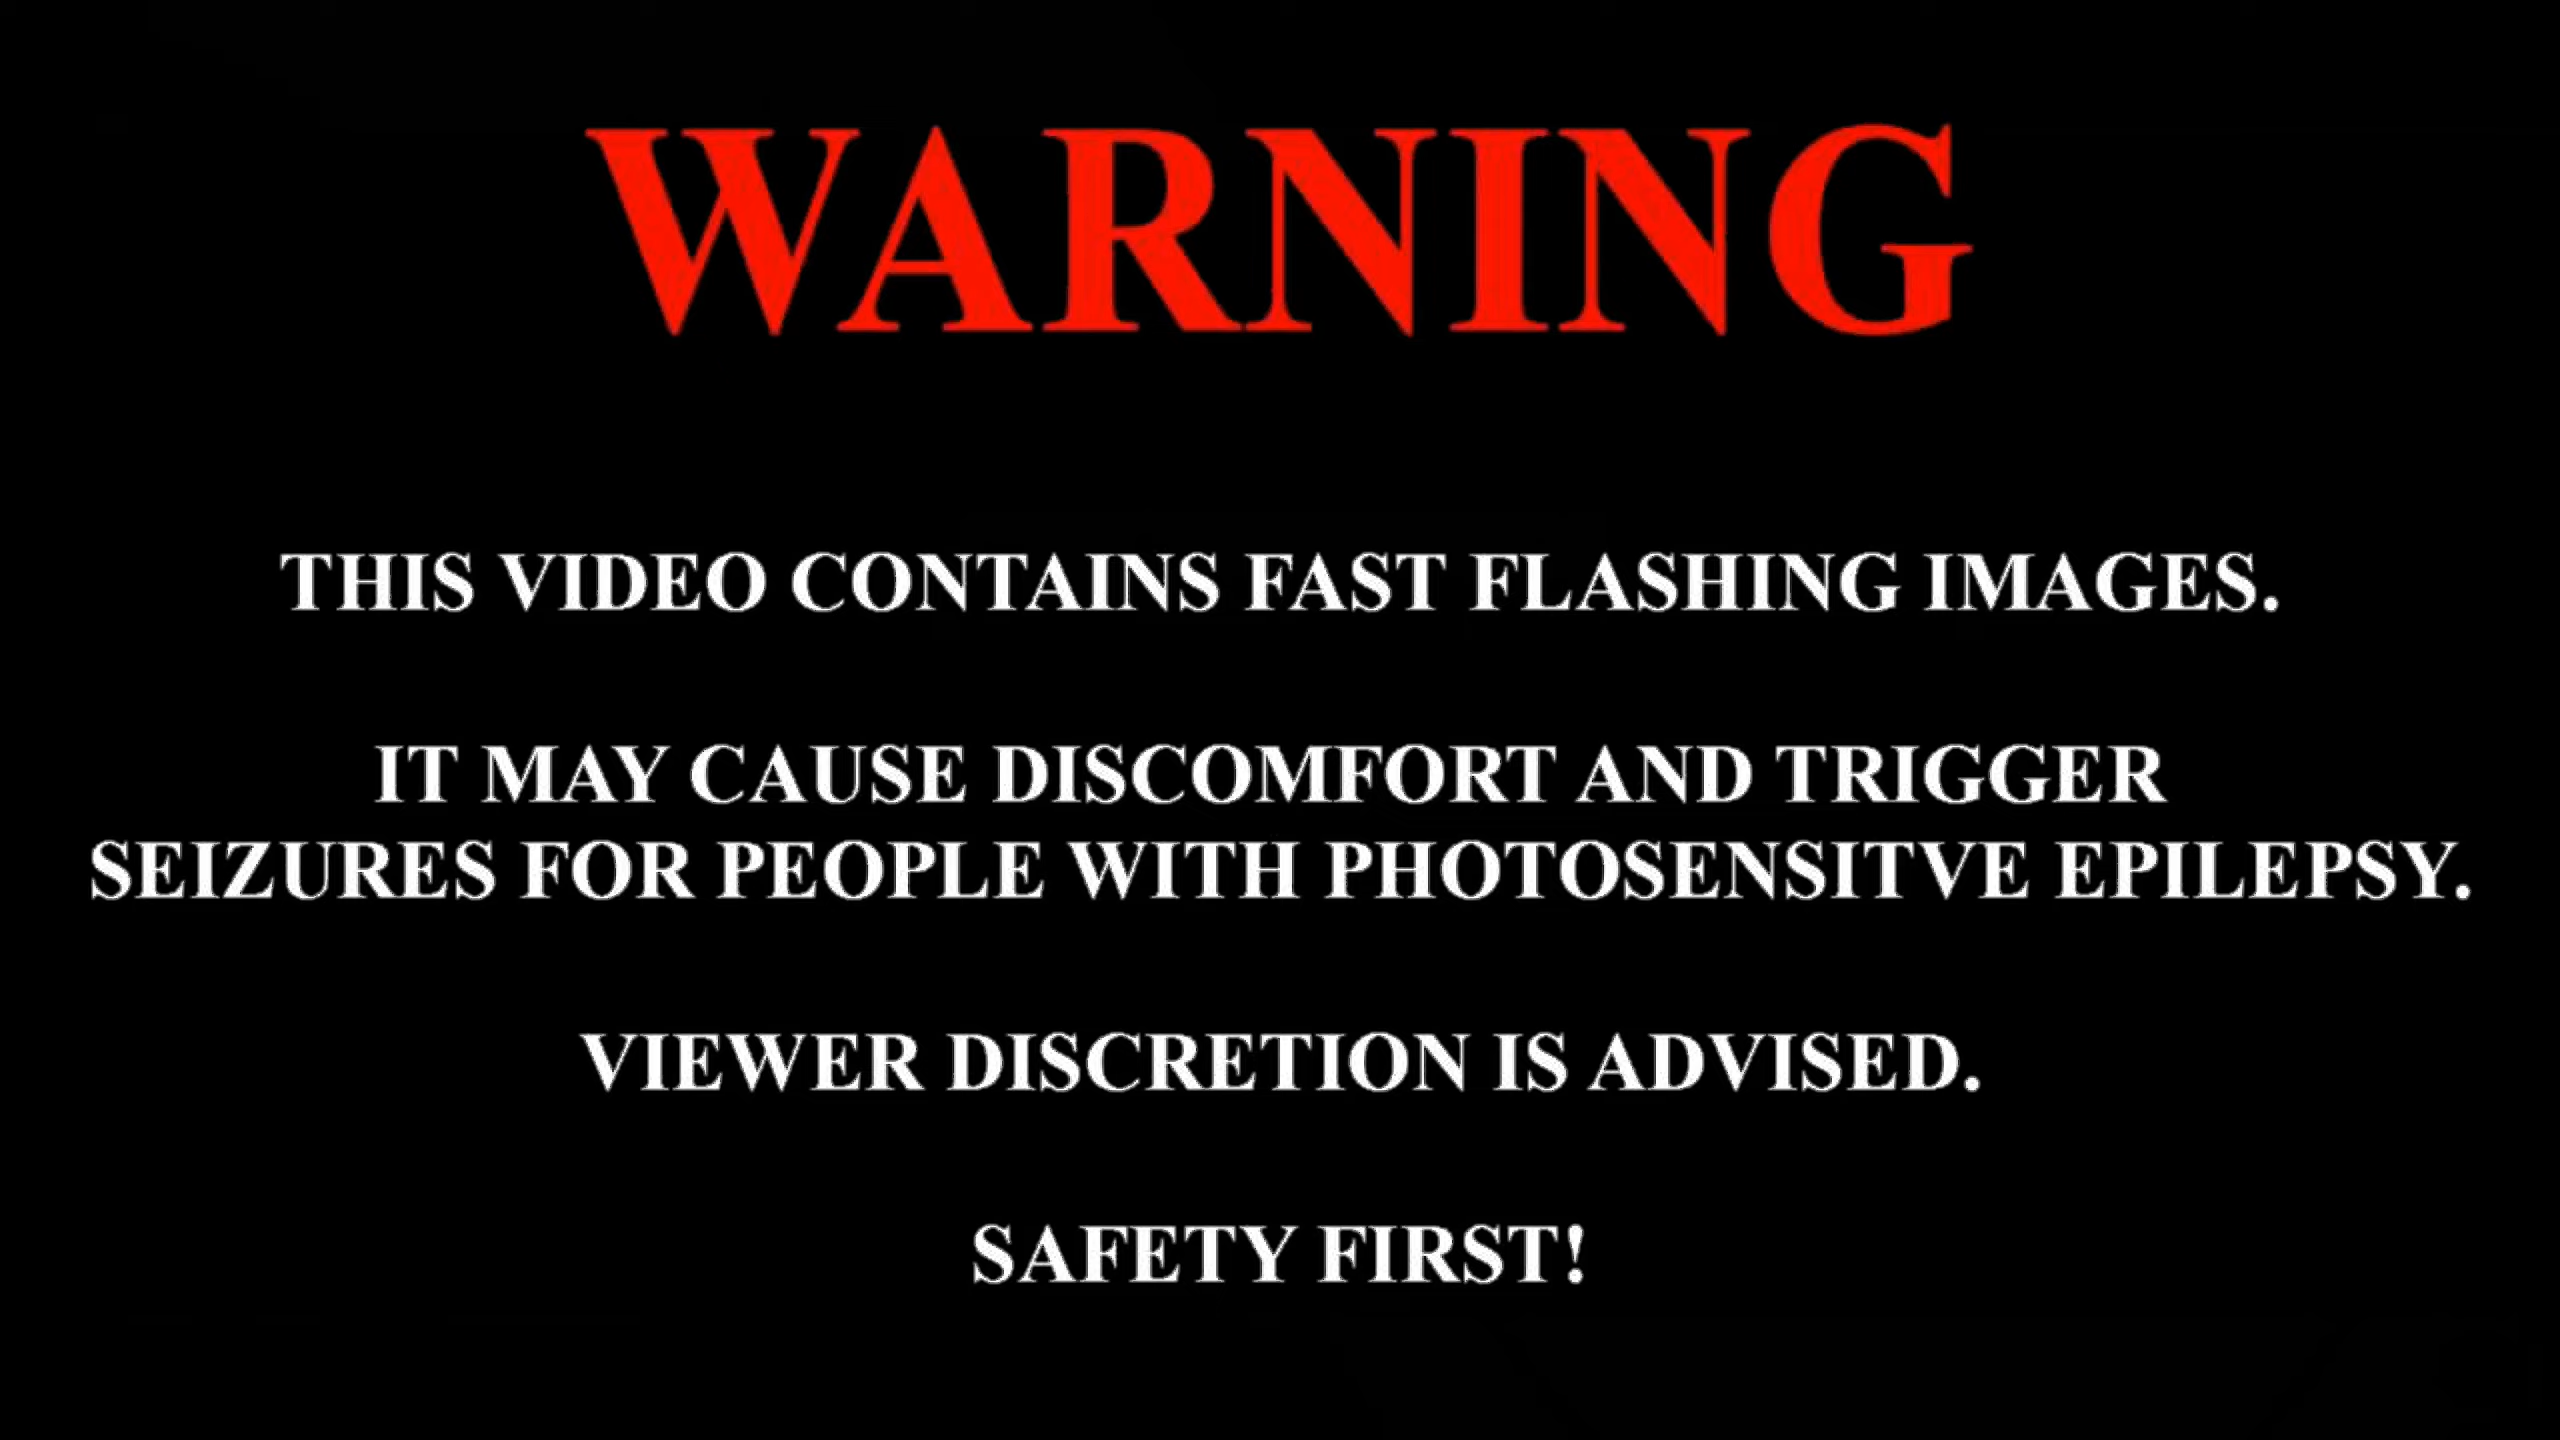 WARNING
THIS VIDEO CONTAINS FAST FLASHING IMAGES.
IT MAY CAUSE DISCOMFORT AND TRIGGER
SEIZURES FOR PEOPLE WITH PHOTOSENSITVE EPILEPSY.
VIEWER DISCRETION IS ADVISED.
SAFETY FIRST!